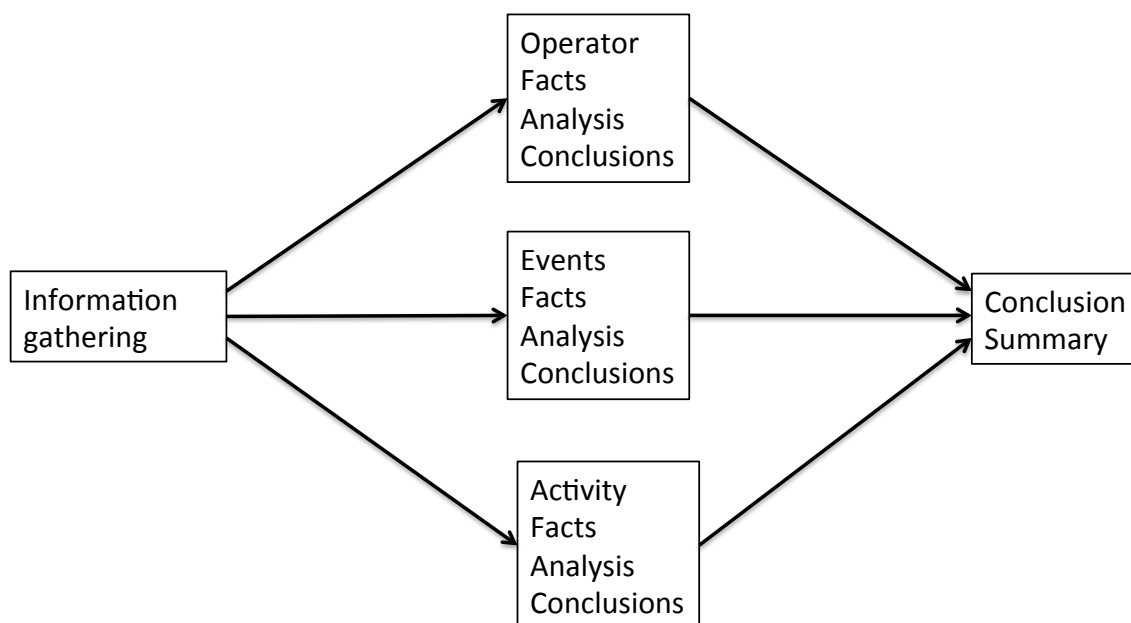 Information
gathering
Operator
Facts
Analysis
Conclusions
Events
Facts
Analysis
Conclusions
Activity
Facts
Analysis
Conclusions
Conclusion
Summary